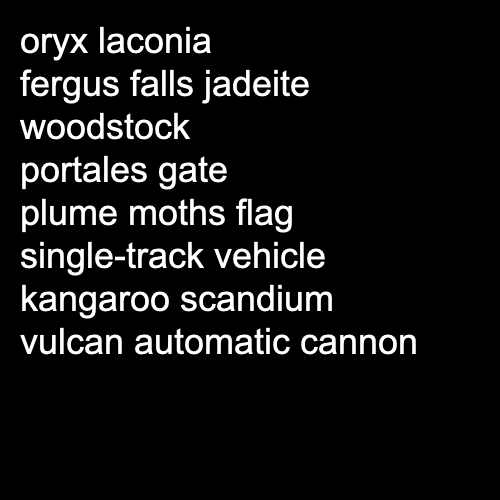 oryx laconia
fergus falls jadeite
woodstock
portales gate
plume moths flag
single-track vehicle
kangaroo scandium
vulcan automatic cannon